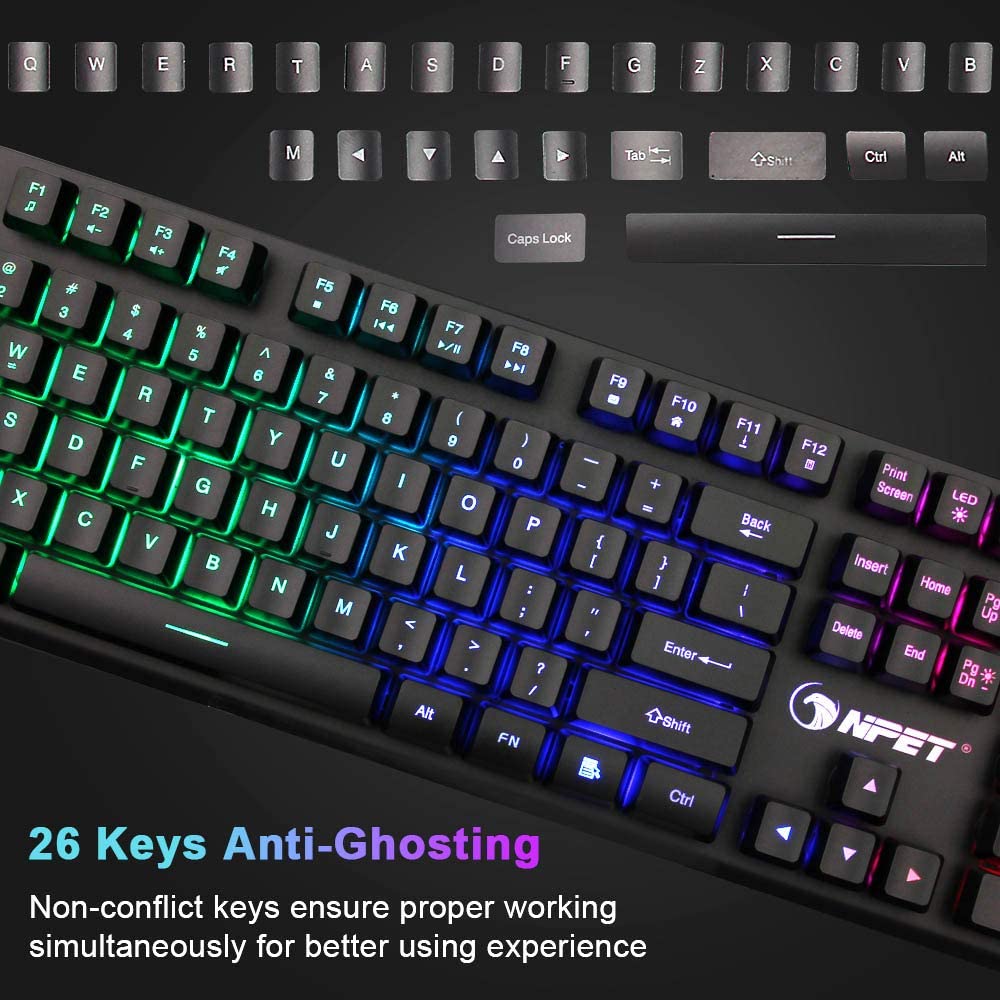 Q W E R T A S D F G Z X C V B
M ◄ ▼ ▲ ► Tab Shift Ctrl Alt
Caps Lock
F1 F2 F3 F4 F5 F6 F7 F8 F9 F10 F11 F12 Print Screen LED
@ 2 # 3 $ 4 % 5 ^ 6 & 7 * 8 ( 9 ) 0 — - + = Back
W E R T Y U I O P { [ } ] ¦ \ Insert Home Pg Up
S D F G H J K L : ; " ' Enter Delete End Pg Dn
X C V B N M < , > . ? / Shift
Alt FN Ctrl
NPET®
▲
◄ ▼ ►
26 Keys Anti-Ghosting
Non-conflict keys ensure proper working
simultaneously for better using experience